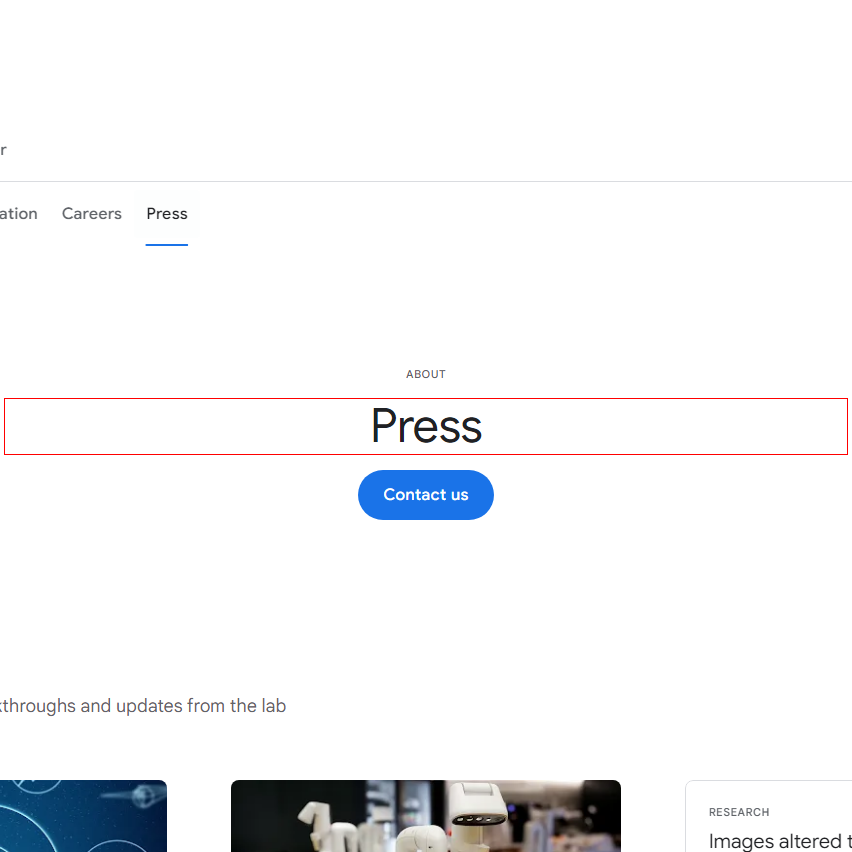 r
ation Careers Press
ABOUT
Press
Contact us
kthroughs and updates from the lab
RESEARCH
Images altered t